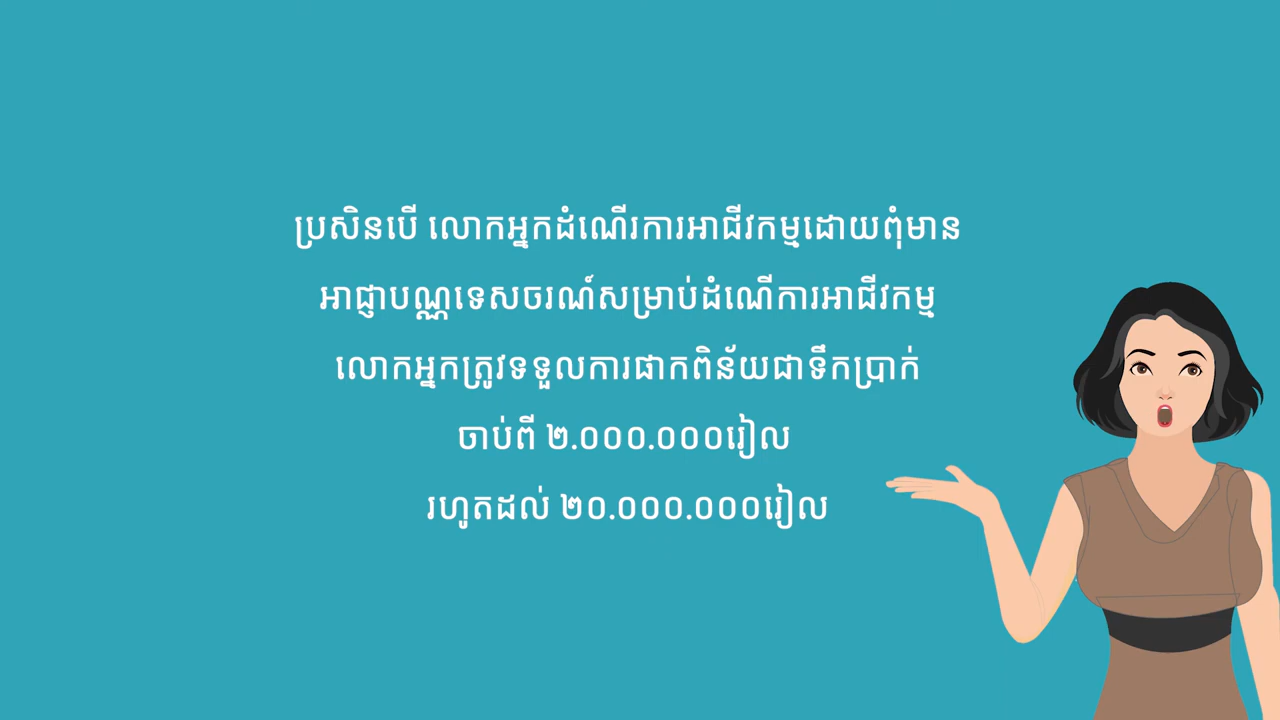 ប្រសិនបើ លោកអ្នកដំណើរការអាជីវកម្មដោយពុំមាន
អាជ្ញាបណ្ណទេសចរណ៍សម្រាប់ដំណើការអាជីវកម្ម
លោកអ្នកត្រូវទទួលការផាកពិន័យជាទឹកប្រាក់
ចាប់ពី ២.០០០.០០០រៀល
រហូតដល់ ២០.០០០.០០០រៀល